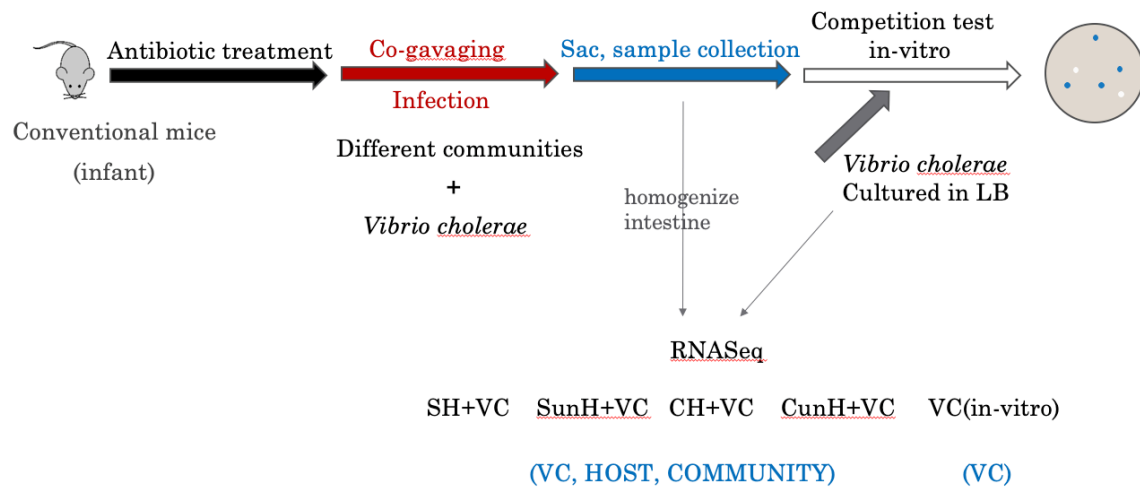 Antibiotic treatment
Co-gavaging
Infection
Sac, sample collection
Competition test
in-vitro
Conventional mice
(infant)
Different communities
+
Vibrio cholerae
homogenize
intestine
Vibrio cholerae
Cultured in LB
RNASeq
SH+VC SunH+VC CH+VC CunH+VC VC(in-vitro)
(VC, HOST, COMMUNITY) (VC)